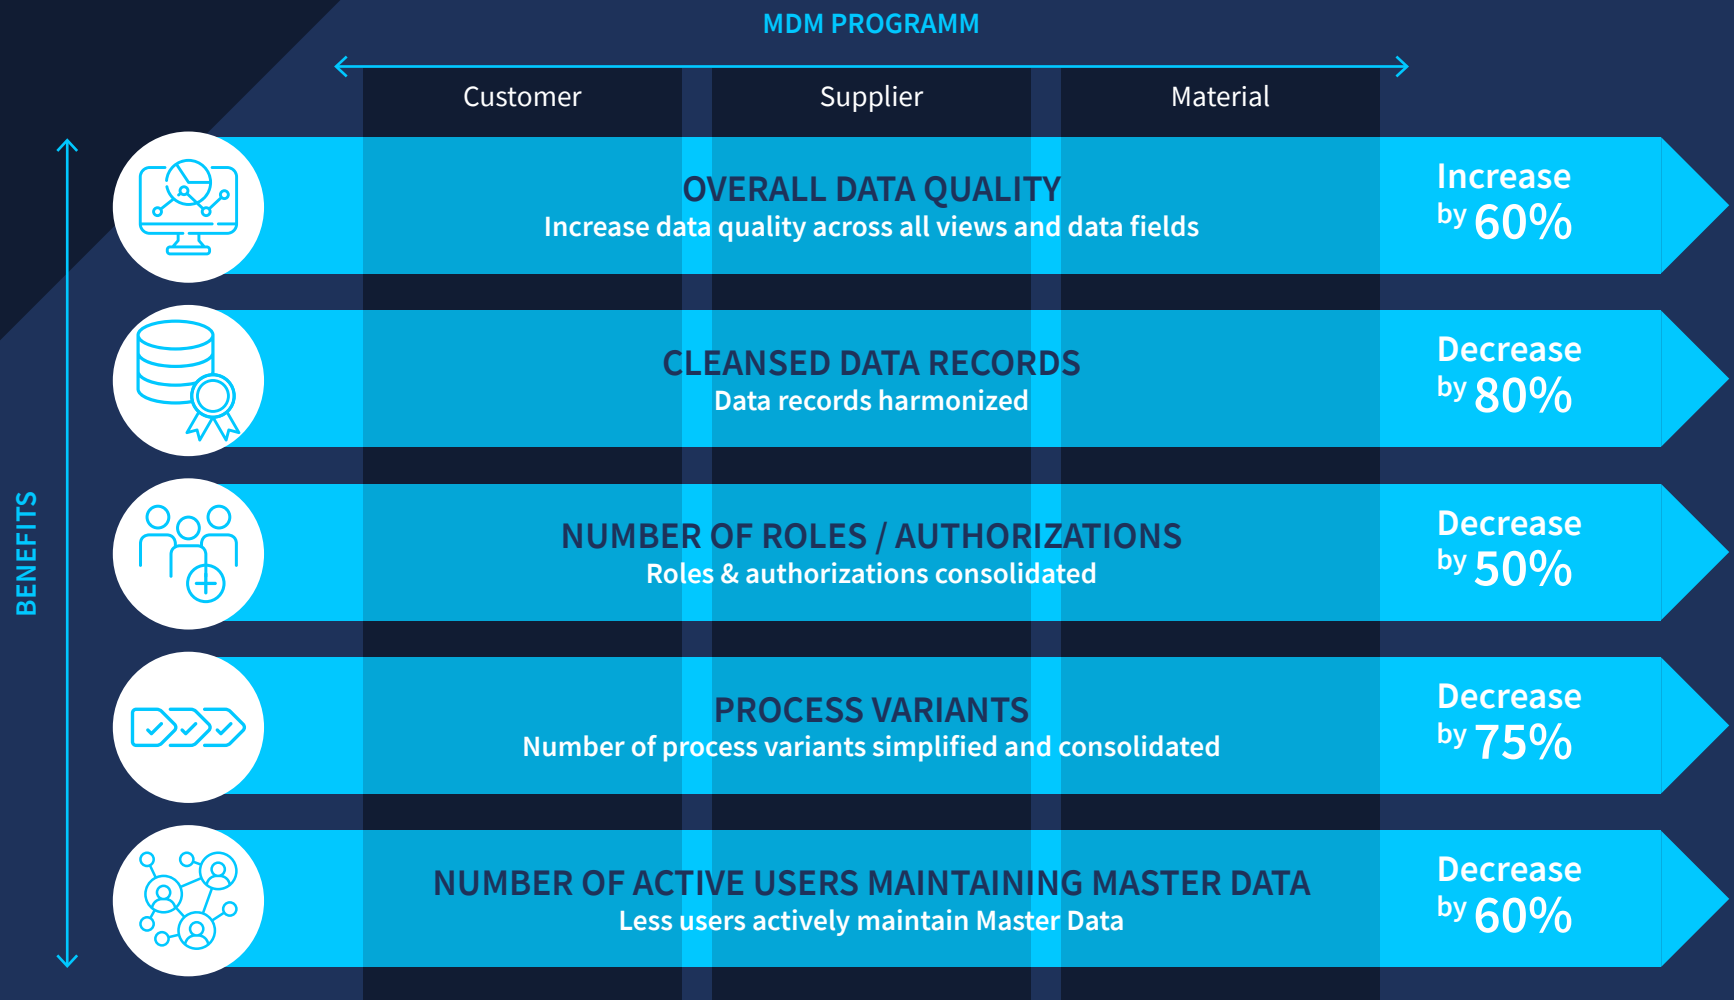 MDM PROGRAMM
Customer
Supplier
Material
BENEFITS
OVERALL DATA QUALITY
Increase data quality across all views and data fields
Increase
by 60%
CLEANSED DATA RECORDS
Data records harmonized
Decrease
by 80%
NUMBER OF ROLES / AUTHORIZATIONS
Roles & authorizations consolidated
Decrease
by 50%
PROCESS VARIANTS
Number of process variants simplified and consolidated
Decrease
by 75%
NUMBER OF ACTIVE USERS MAINTAINING MASTER DATA
Less users actively maintain Master Data
Decrease
by 60%